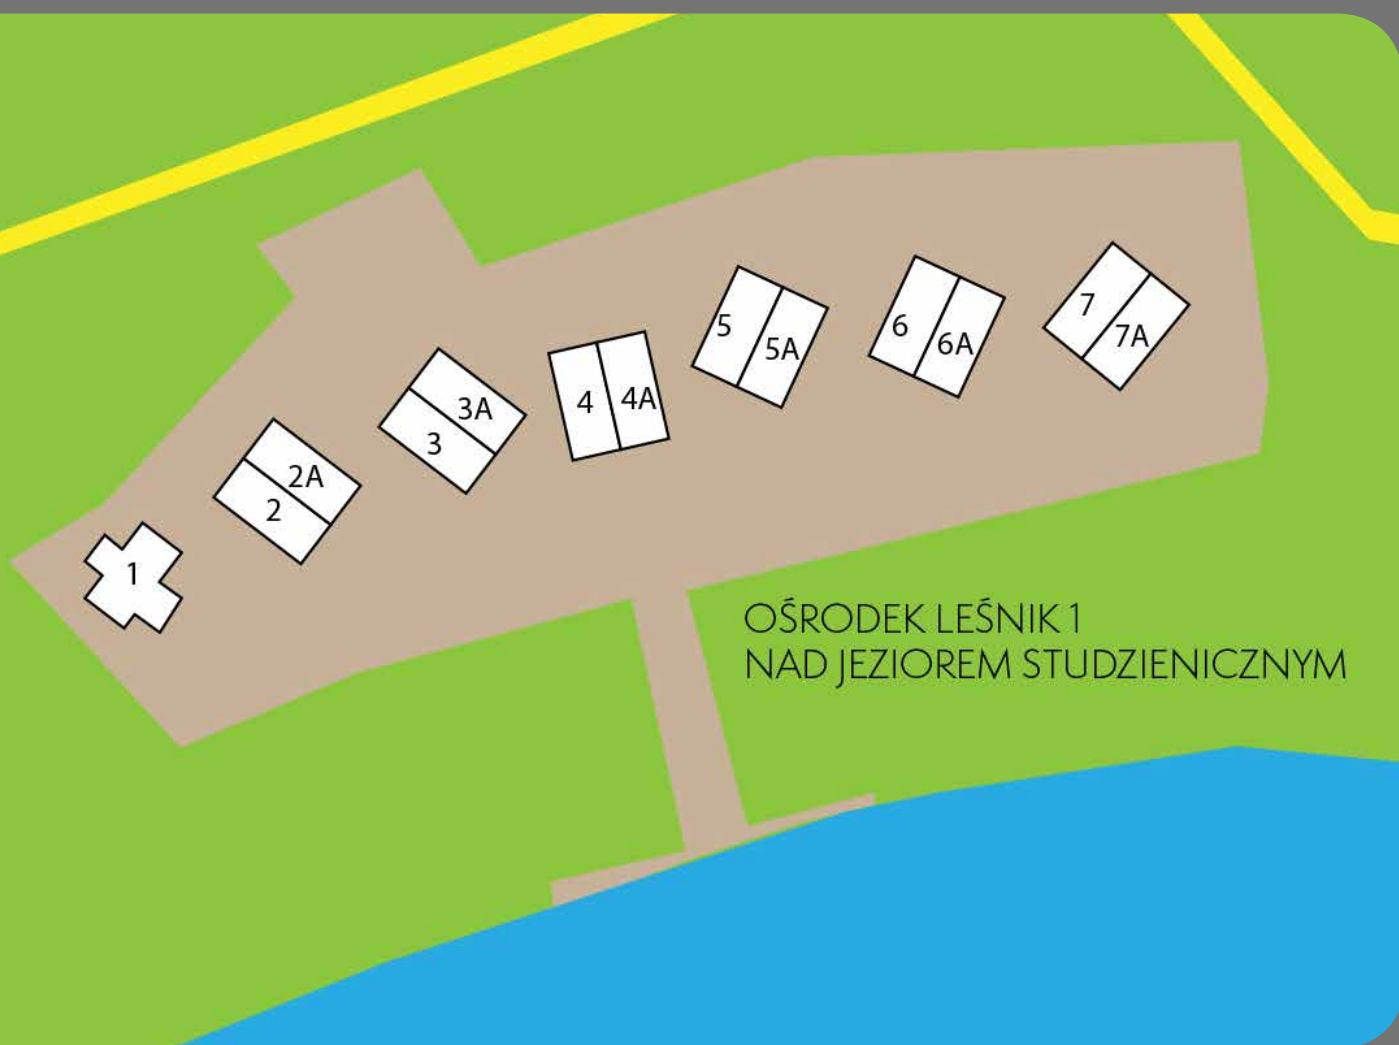 7
5
6
7A
6A
5A
4
4A
3A
3
2A
2
1
OŚRODEK LEŚNIK 1
NAD JEZIOREM STUDZIENICZNYM